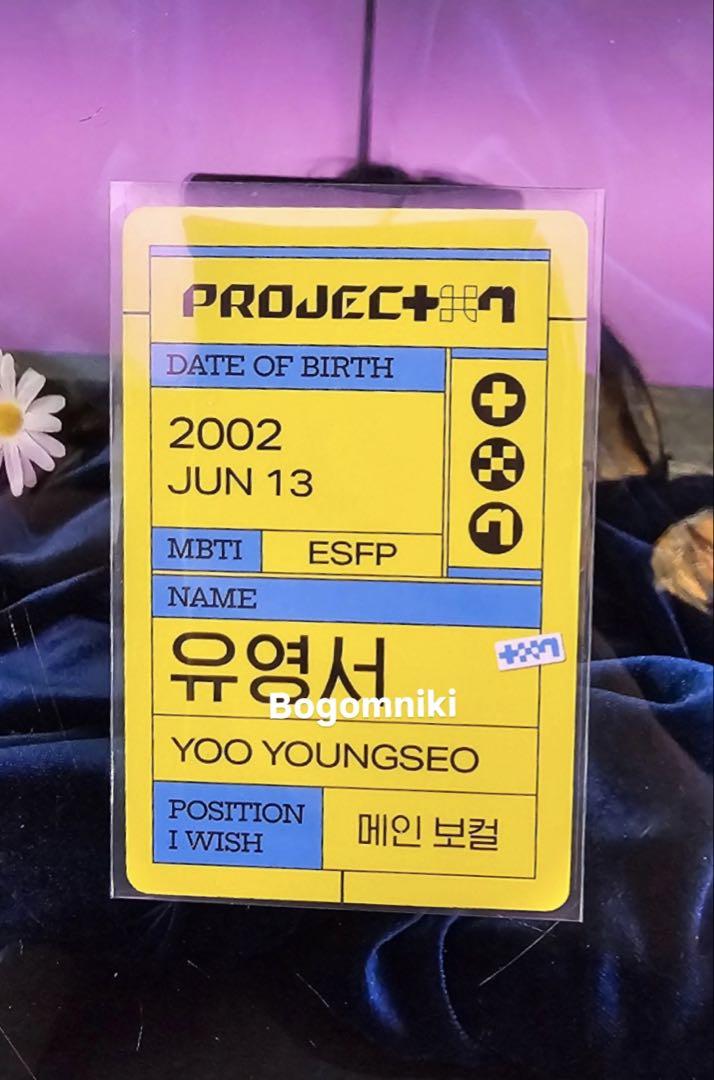 PROJECT7
DATE OF BIRTH
2002
JUN 13
MBTI ESFP
NAME
유영서
Bogomniki
YOO YOUNGSEO
POSITION
I WISH
메인 보컬